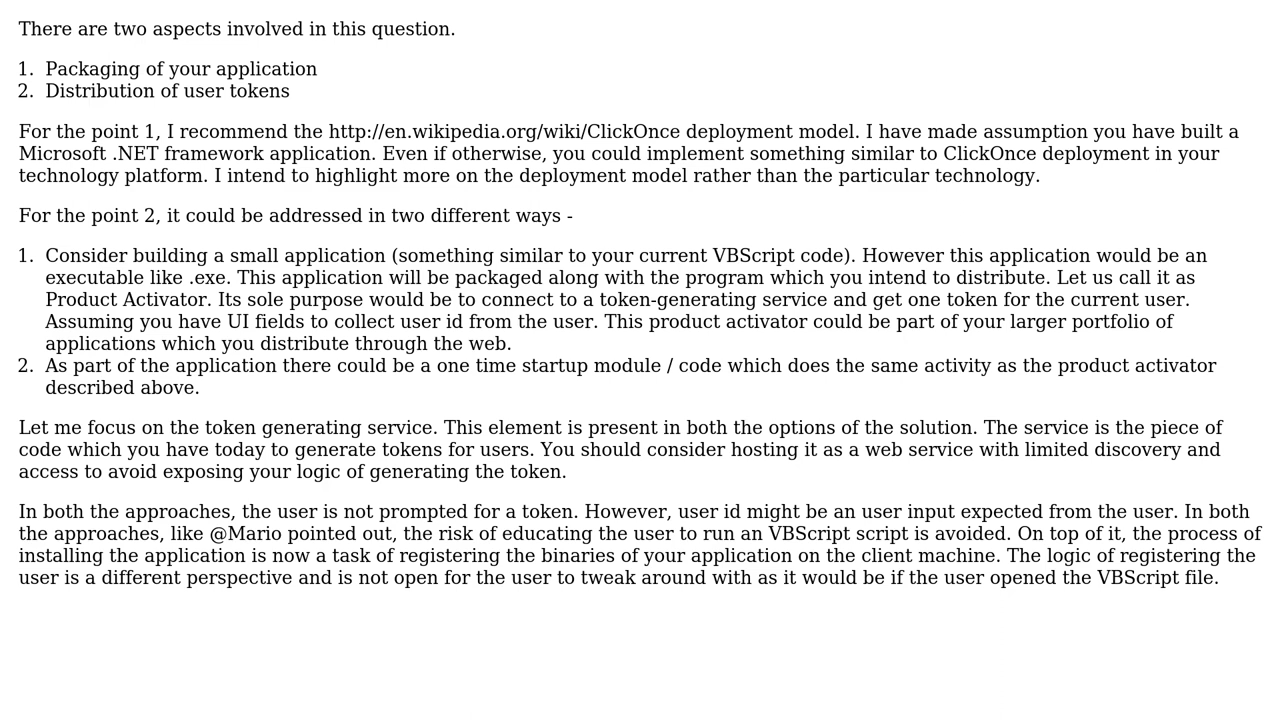 There are two aspects involved in this question.
1. Packaging of your application
2. Distribution of user tokens
For the point 1, I recommend the http://en.wikipedia.org/wiki/ClickOnce deployment model. I have made assumption you have built a
Microsoft .NET framework application. Even if otherwise, you could implement something similar to ClickOnce deployment in your
technology platform. I intend to highlight more on the deployment model rather than the particular technology.
For the point 2, it could be addressed in two different ways -
1. Consider building a small application (something similar to your current VBScript code). However this application would be an
executable like .exe. This application will be packaged along with the program which you intend to distribute. Let us call it as
Product Activator. Its sole purpose would be to connect to a token-generating service and get one token for the current user.
Assuming you have UI fields to collect user id from the user. This product activator could be part of your larger portfolio of
applications which you distribute through the web.
2. As part of the application there could be a one time startup module / code which does the same activity as the product activator
described above.
Let me focus on the token generating service. This element is present in both the options of the solution. The service is the piece of
code which you have today to generate tokens for users. You should consider hosting it as a web service with limited discovery and
access to avoid exposing your logic of generating the token.
In both the approaches, the user is not prompted for a token. However, user id might be an user input expected from the user. In both
the approaches, like @Mario pointed out, the risk of educating the user to run an VBScript script is avoided. On top of it, the process of
installing the application is now a task of registering the binaries of your application on the client machine. The logic of registering the
user is a different perspective and is not open for the user to tweak around with as it would be if the user opened the VBScript file.